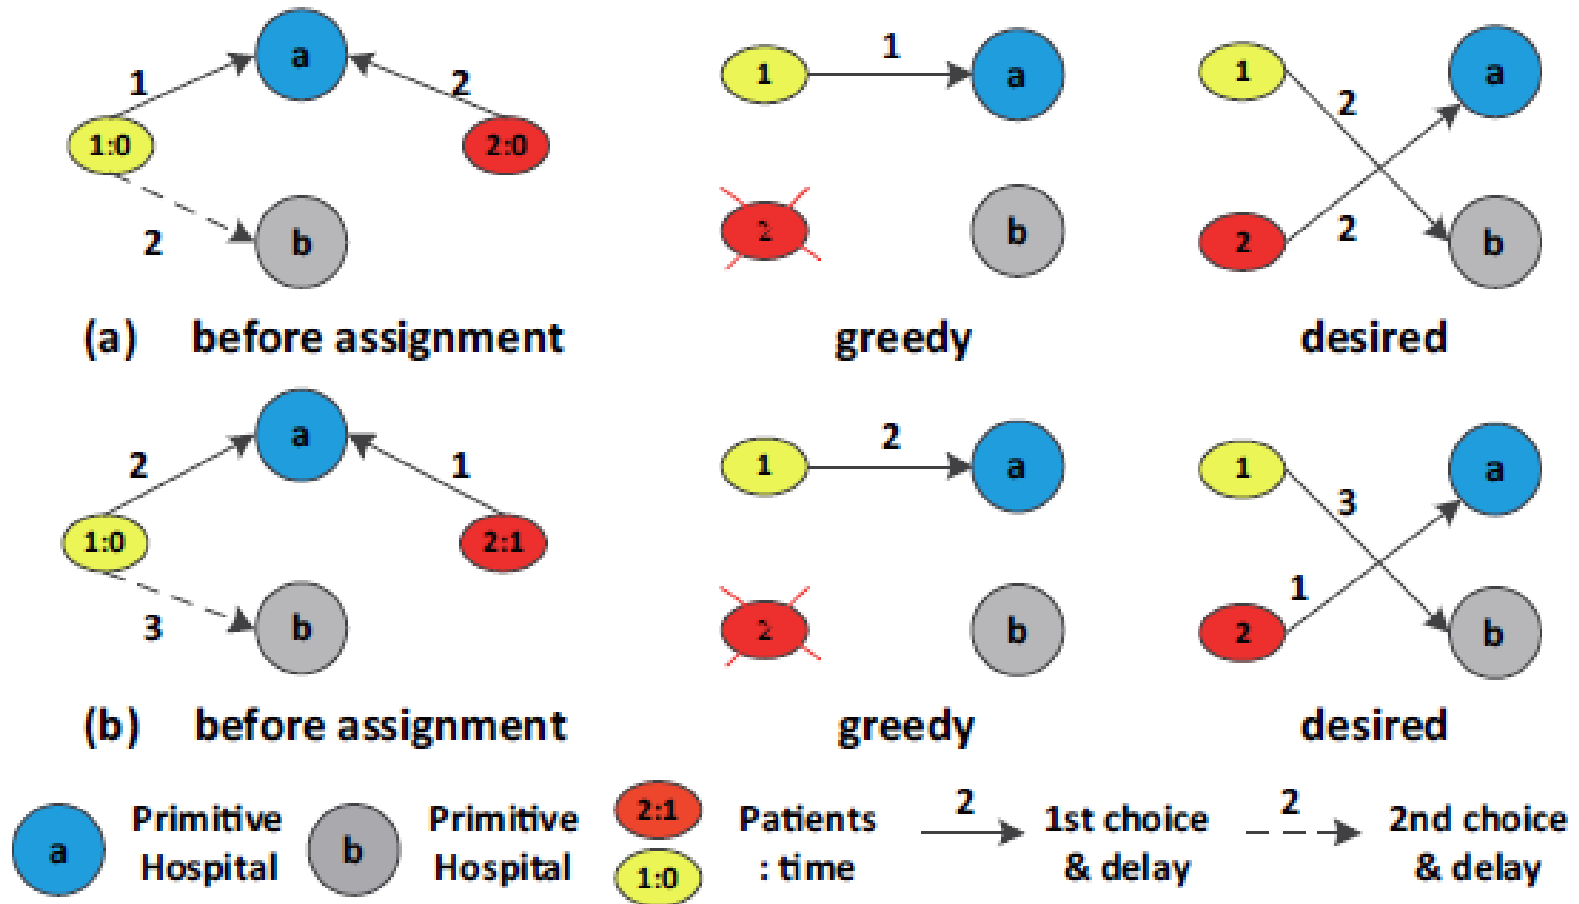 a
1
2
1:0
2:0
2
b
(a) before assignment
1
1
a
2
b
greedy
1
a
2
2
2
b
desired
a
2
1
1:0
2:1
3
b
(b) before assignment
2
1
a
2
b
greedy
1
a
3
1
2
b
desired
a
Primitive
Hospital
b
Primitive
Hospital
2:1
1:0
Patients
: time
2
1st choice
& delay
2
2nd choice
& delay